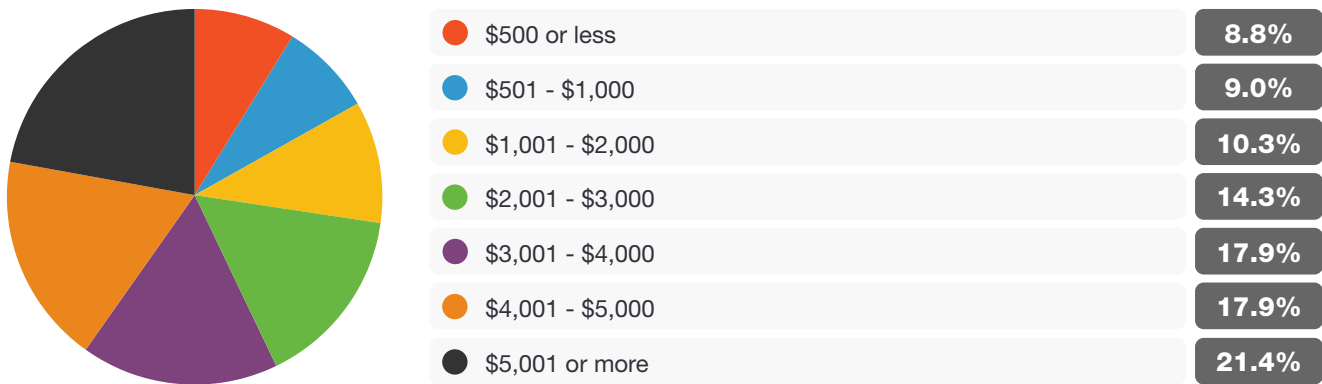 $500 or less 8.8%
$501 - $1,000 9.0%
$1,001 - $2,000 10.3%
$2,001 - $3,000 14.3%
$3,001 - $4,000 17.9%
$4,001 - $5,000 17.9%
$5,001 or more 21.4%